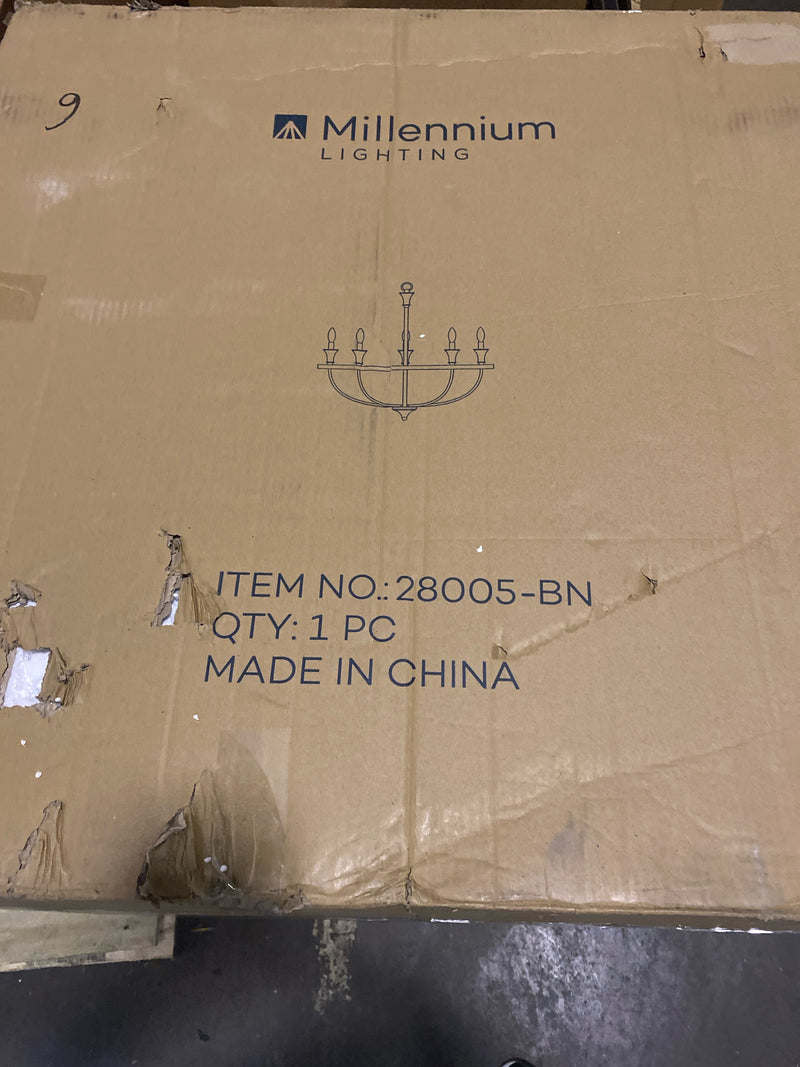 9
Millennium
LIGHTING
ITEM NO.: 28005-BN
QTY: 1 PC
MADE IN CHINA